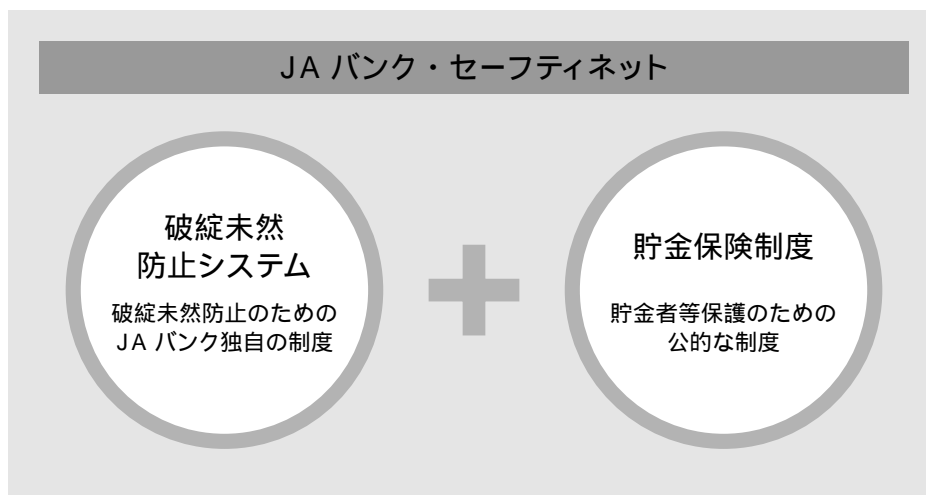 JA バンク・セーフティネット
破綻未然
防止システム
破綻未然防止のための
JA バンク独自の制度
貯金保険制度
貯金者等保護のための
公的な制度